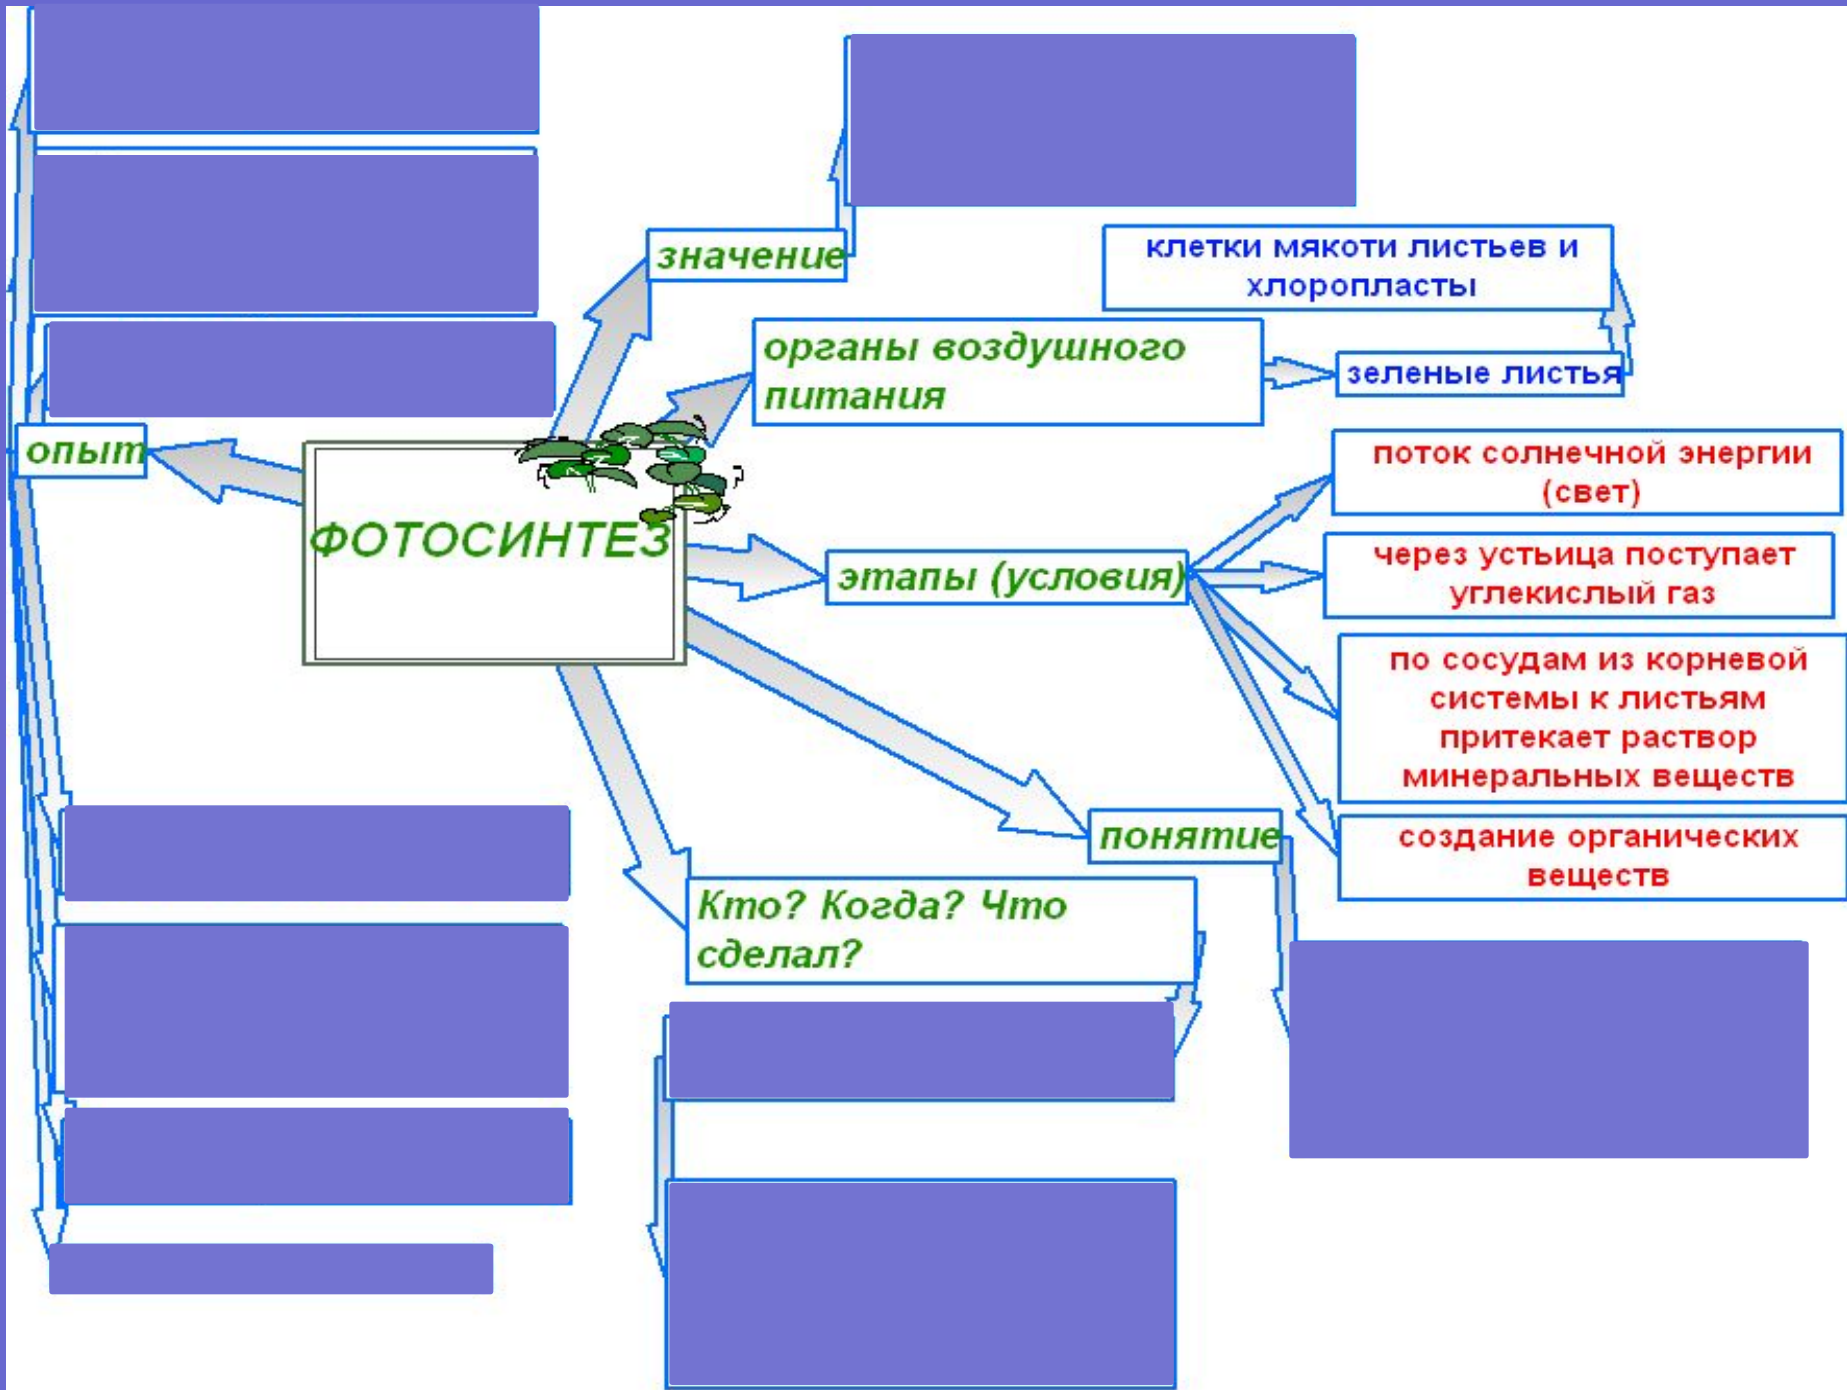 значение
клетки мякоти листьев и
хлоропласты
органы воздушного
питания
зеленые листья
опыт
ФОТОСИНТЕЗ
поток солнечной энергии
(свет)
этапы (условия)
через устьица поступает
углекислый газ
по сосудам из корневой
системы к листьям
притекает раствор
минеральных веществ
понятие
создание органических
веществ
Кто? Когда? Что
сделал?